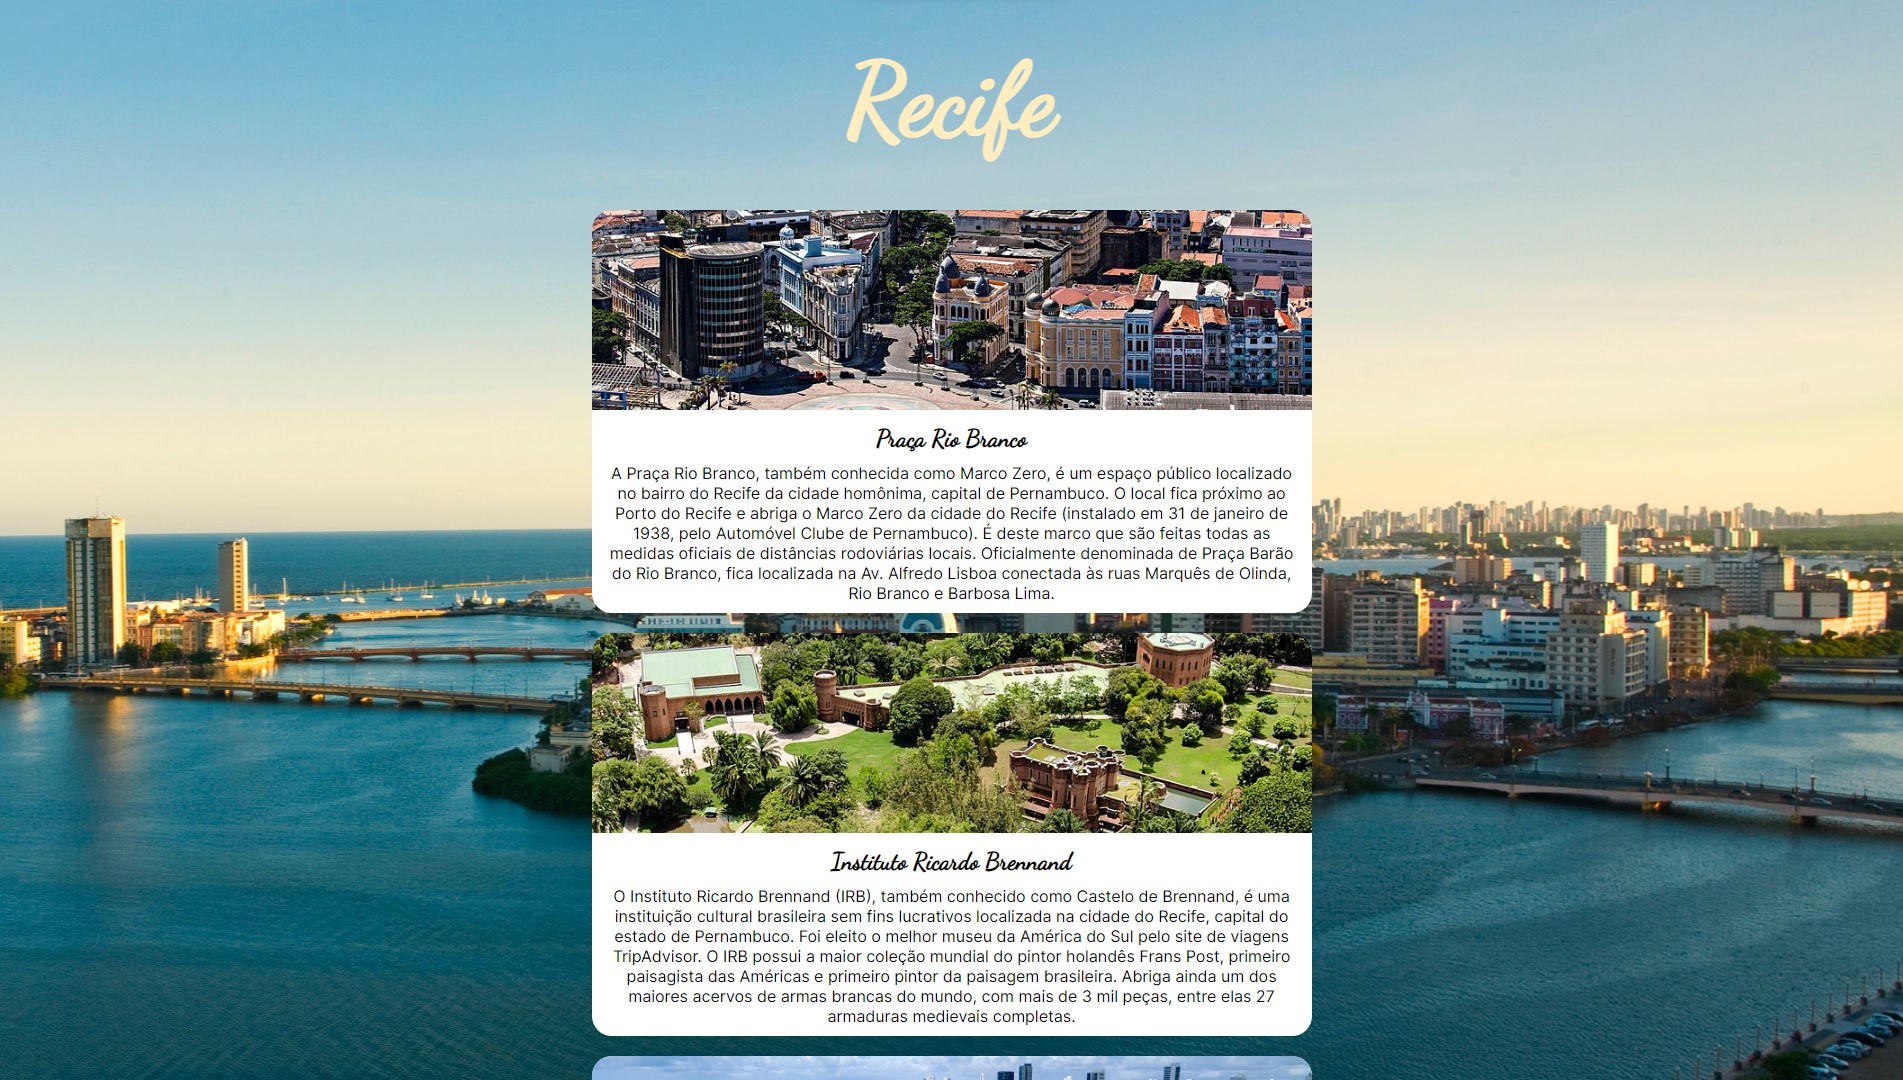 Recife
Praça Rio Branco
A Praça Rio Branco, também conhecida como Marco Zero, é um espaço público localizado
no bairro do Recife da cidade homônima, capital de Pernambuco. O local fica próximo ao
Porto do Recife e abriga o Marco Zero da cidade do Recife (instalado em 31 de janeiro de
1938, pelo Automóvel Clube de Pernambuco). É deste marco que são feitas todas as
medidas oficiais de distâncias rodoviárias locais. Oficialmente denominada de Praça Barão
do Rio Branco, fica localizada na Av. Alfredo Lisboa conectada às ruas Marquês de Olinda,
Rio Branco e Barbosa Lima.
Instituto Ricardo Brennand
O Instituto Ricardo Brennand (IRB), também conhecido como Castelo de Brennand, é uma
instituição cultural brasileira sem fins lucrativos localizada na cidade do Recife, capital do
estado de Pernambuco. Foi eleito o melhor museu da América do Sul pelo site de viagens
TripAdvisor. O IRB possui a maior coleção mundial do pintor holandês Frans Post, primeiro
paisagista das Américas e primeiro pintor da paisagem brasileira. Abriga ainda um dos
maiores acervos de armas brancas do mundo, com mais de 3 mil peças, entre elas 27
armaduras medievais completas.